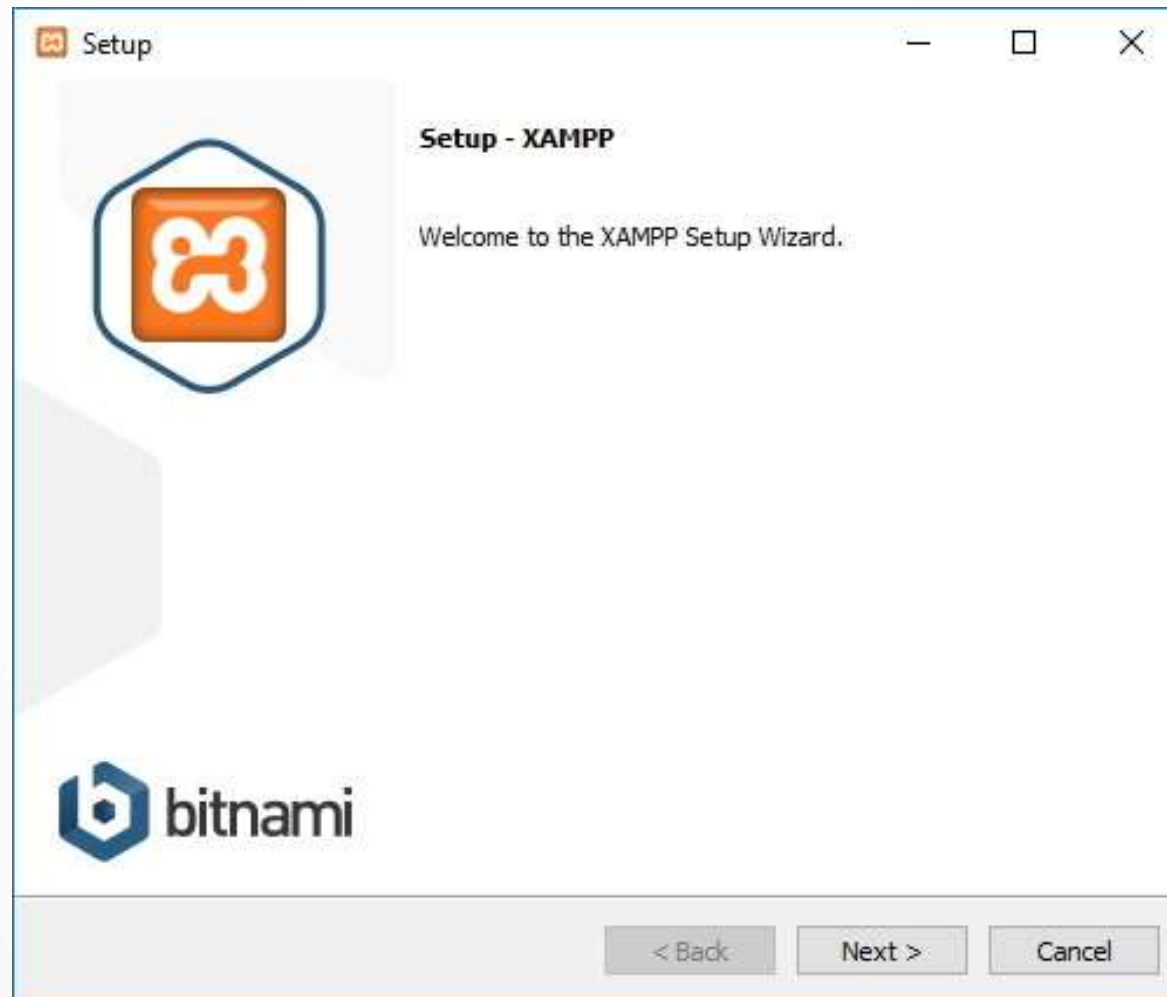 Setup
Setup - XAMPP
Welcome to the XAMPP Setup Wizard.
bitnami
< Back
Next >
Cancel